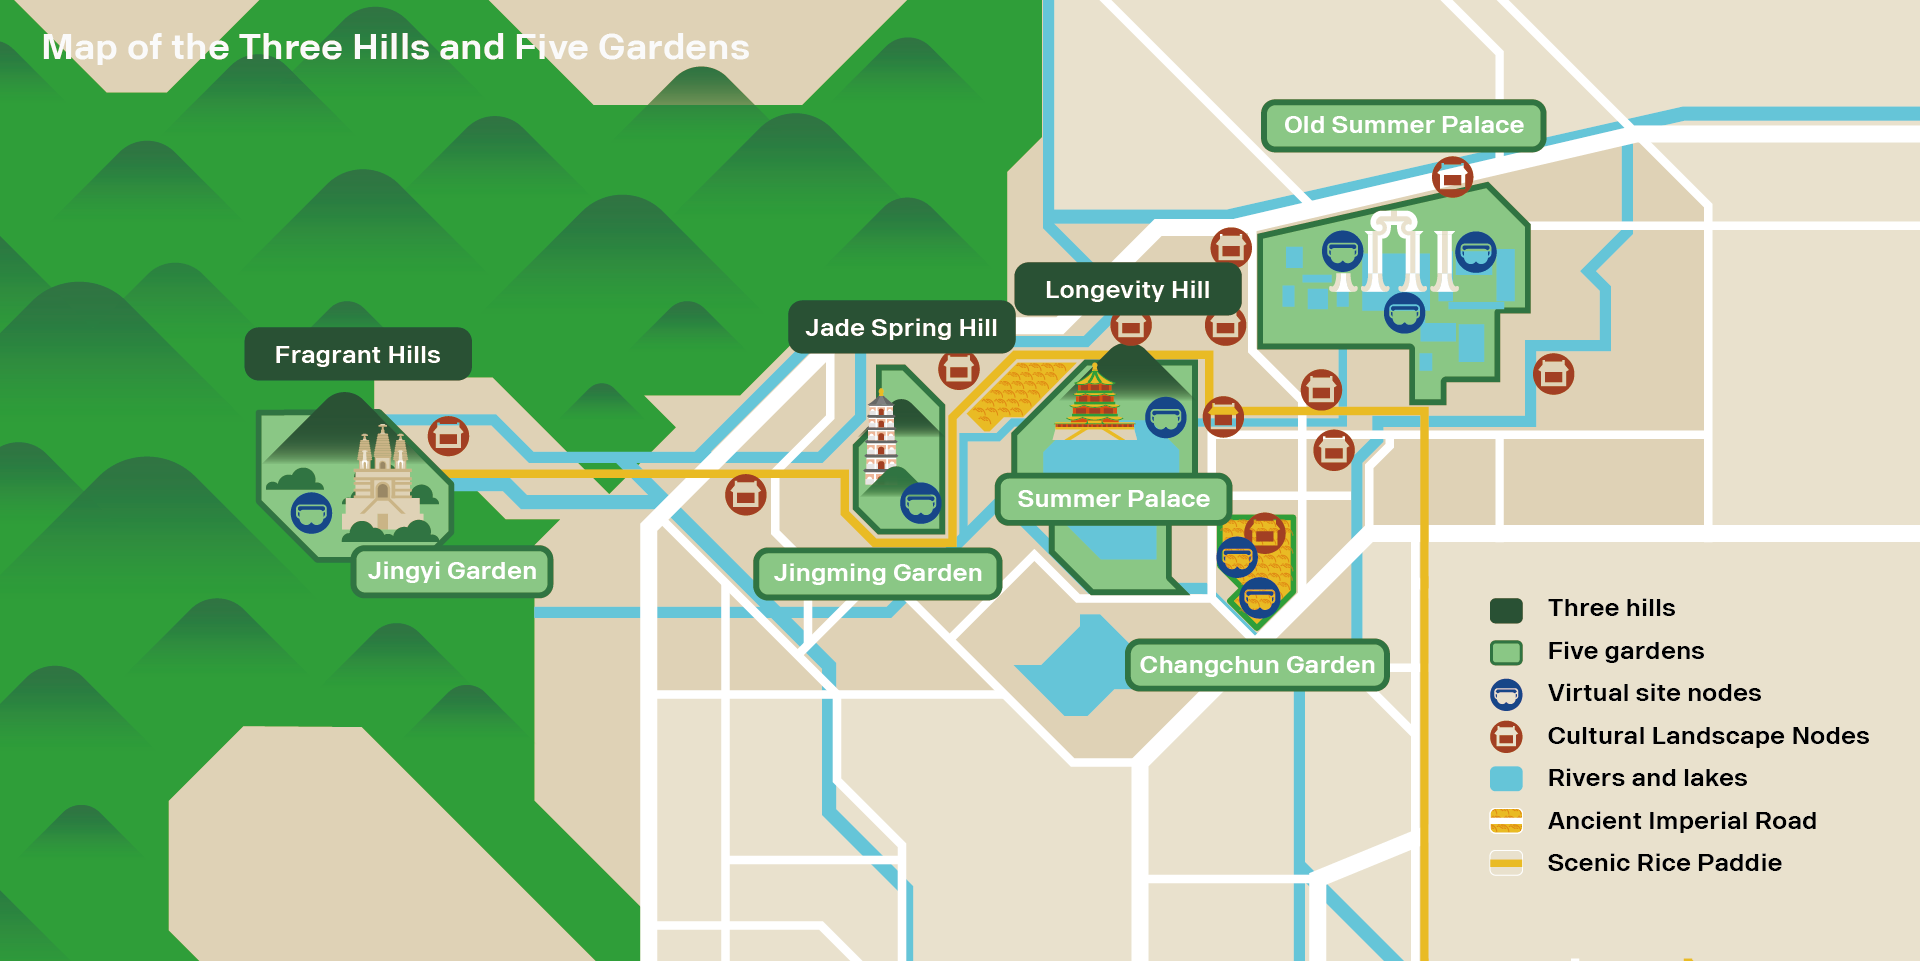 Map of the Three Hills and Five Gardens
Old Summer Palace
Longevity Hill
Jade Spring Hill
Fragrant Hills
Summer Palace
Jingyi Garden
Jingming Garden
Changchun Garden
Three hills
Five gardens
Virtual site nodes
Cultural Landscape Nodes
Rivers and lakes
Ancient Imperial Road
Scenic Rice Paddie